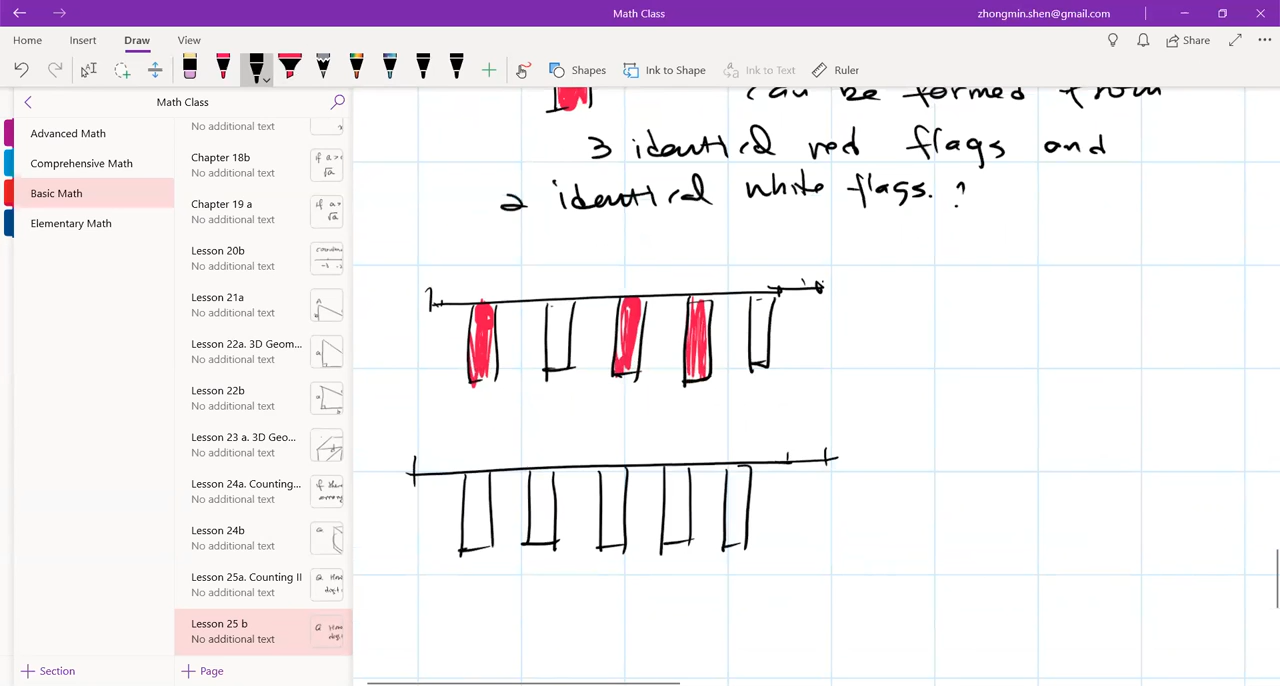 Math Class
zhongmin.shen@gmail.com
Home
Insert
Draw
View
Share
Shapes
Ink to Shape
Ink to Text
Ruler
Math Class
Advanced Math
Comprehensive Math
Basic Math
Elementary Math
Section
No additional text
Chapter 18b
No additional text
Chapter 19 a
No additional text
Lesson 20b
No additional text
Lesson 21a
No additional text
Lesson 22a. 3D Geom...
No additional text
Lesson 22b
No additional text
Lesson 23 a. 3D Geo...
No additional text
Lesson 24a. Counting...
No additional text
Lesson 24b
No additional text
Lesson 25a. Counting II
No additional text
Lesson 25 b
No additional text
Page
can be formed from
3 identical red flags and
2 identical white flags. ?